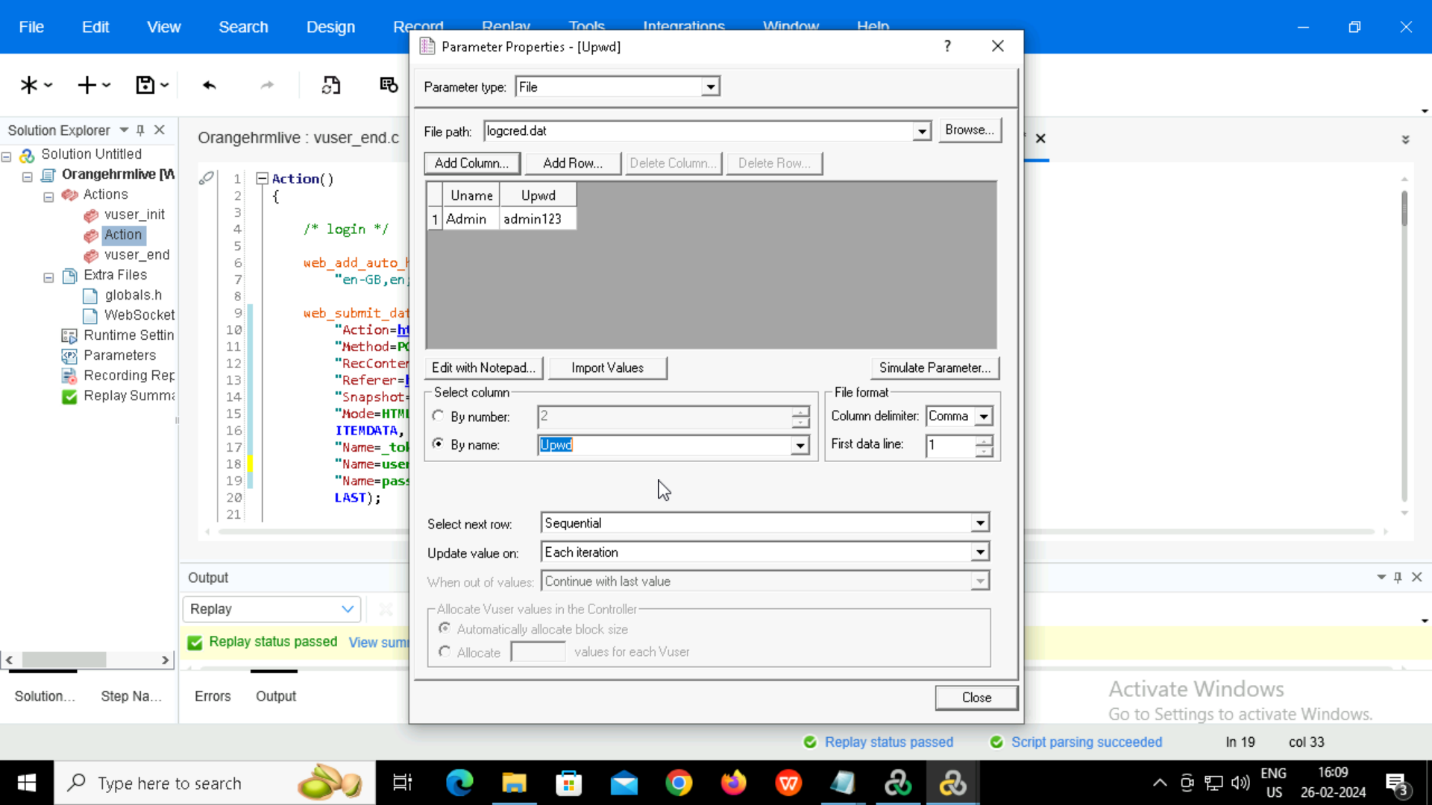 File Edit View Search Design Record Replay Tools Integrations Window Help
Parameter Properties - [Upwd]
?
Parameter type: File
File path: logcred.dat Browse...
Add Column... Add Row... Delete Column... Delete Row...
Uname Upwd
1 Admin admin123
Edit with Notepad... Import Values Simulate Parameter...
Select column
By number: 2
By name: Upwd
File format
Column delimiter: Comma
First data line: 1
Select next row: Sequential
Update value on: Each iteration
When out of values: Continue with last value
Allocate Vuser values in the Controller
Automatically allocate block size
Allocate values for each Vuser
Close
Solution Explorer
Solution Untitled
Orangehrmlive [W
Actions
vuser_init
Action
vuser_end
Extra Files
globals.h
WebSocket
Runtime Settin
Parameters
Recording Rep
Replay Summa
Solution... Step Na...
Orangehrmlive : vuser_end.c
1 Action()
2 {
3
4 /* login */
5
6 web_add_auto_h
7 "en-GB,en;
8
9 web_submit_dat
10 "Action=ht
11 "Method=PO
12 "RecConten
13 "Referer=h
14 "Snapshot=
15 "Mode=HTML
16 ITEMDATA,
17 "Name=_tok
18 "Name=user
19 "Name=pass
20 LAST);
21
Output
Replay
Replay status passed View summ
Errors Output
Activate Windows
Go to Settings to activate Windows.
Replay status passed Script parsing succeeded ln 19 col 33
Type here to search
ENG
US
16:09
26-02-2024
3